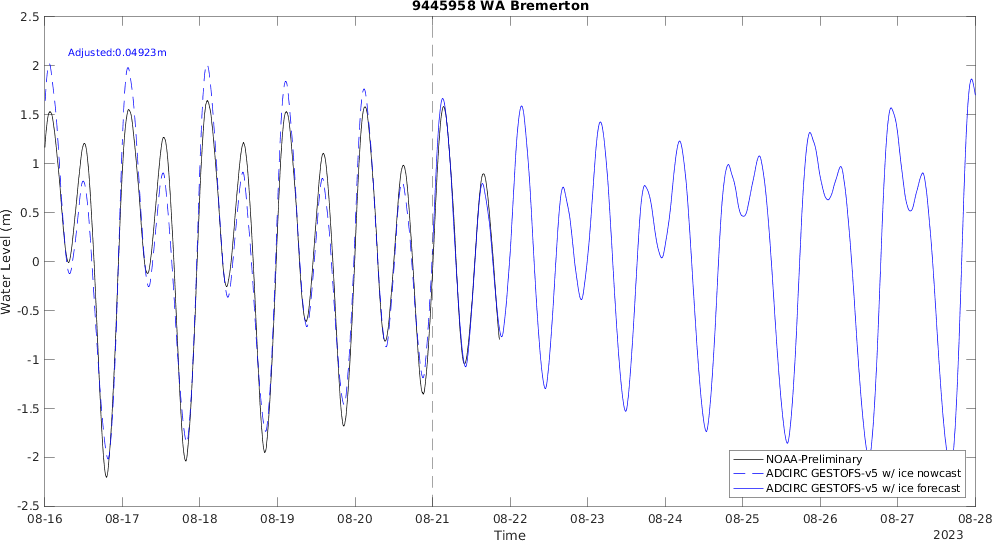 9445958 WA Bremerton
Adjusted:0.04923m
Water Level (m)
2.5
2
1.5
1
0.5
0
-0.5
-1
-1.5
-2
-2.5
NOAA-Preliminary
ADCIRC GESTOFS-v5 w/ ice nowcast
ADCIRC GESTOFS-v5 w/ ice forecast
08-16 08-17 08-18 08-19 08-20 08-21 08-22 08-23 08-24 08-25 08-26 08-27 08-28
Time
2023